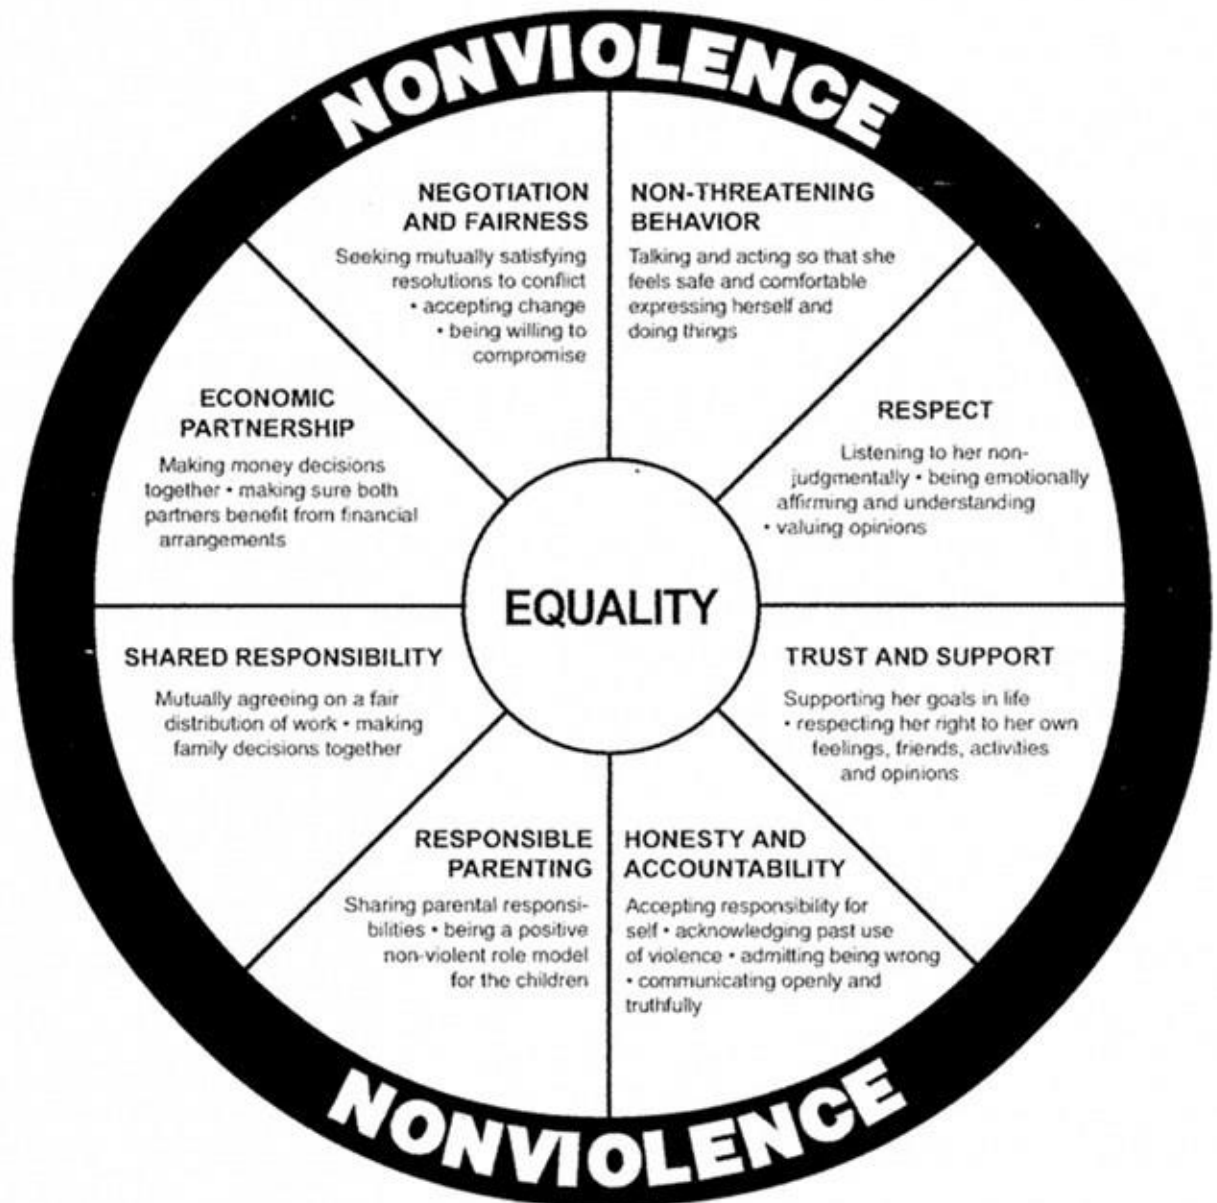 NONVIOLENCE
NEGOTIATION
AND FAIRNESS
Seeking mutually satisfying
resolutions to conflict
• accepting change
• being willing to
compromise
NON-THREATENING
BEHAVIOR
Talking and acting so that she
feels safe and comfortable
expressing herself and
doing things
ECONOMIC
PARTNERSHIP
Making money decisions
together • making sure both
partners benefit from financial
arrangements
RESPECT
Listening to her non-
judgmentally • being emotionally
affirming and understanding
• valuing opinions
EQUALITY
SHARED RESPONSIBILITY
Mutually agreeing on a fair
distribution of work • making
family decisions together
TRUST AND SUPPORT
Supporting her goals in life
• respecting her right to her own
feelings, friends, activities
and opinions
RESPONSIBLE
PARENTING
Sharing parental responsi-
bilities • being a positive
non-violent role model
for the children
HONESTY AND
ACCOUNTABILITY
Accepting responsibility for
self • acknowledging past use
of violence • admitting being wrong
• communicating openly and
truthfully
NONVIOLENCE